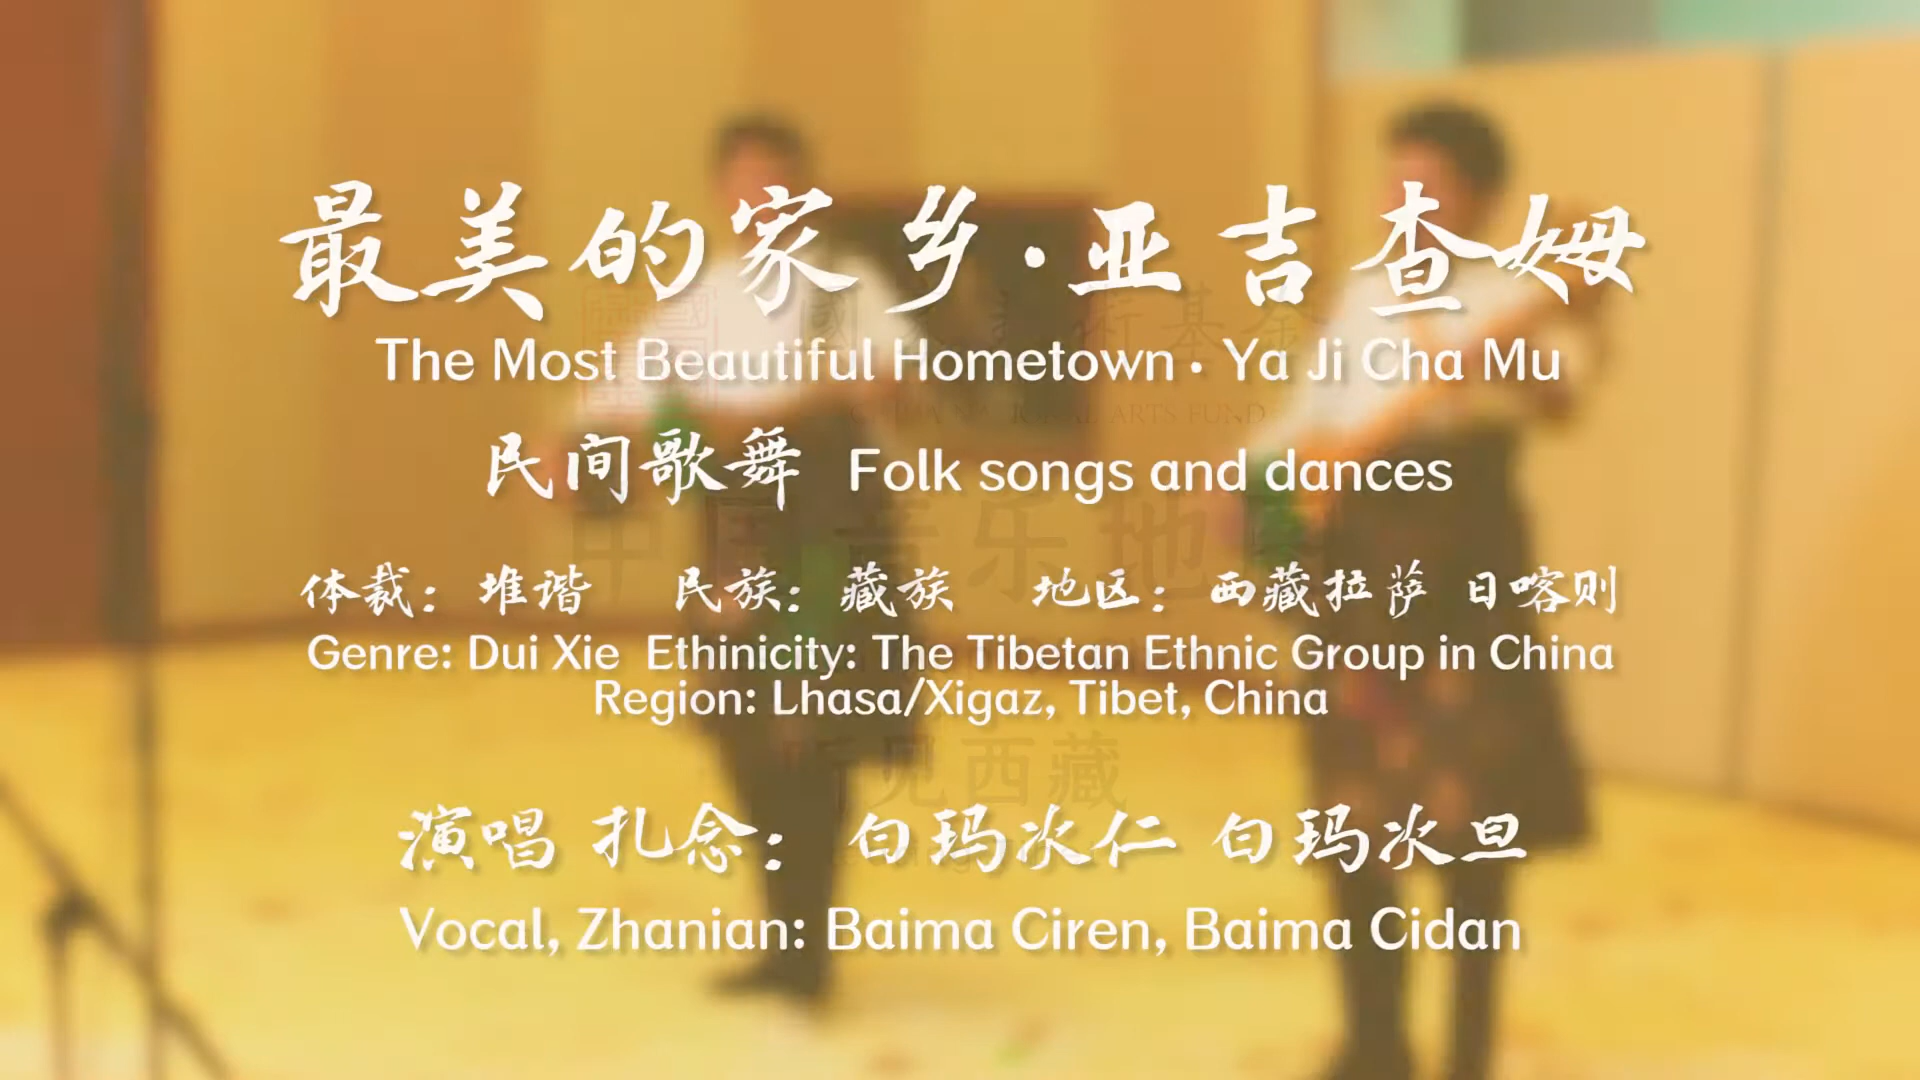 最美的家乡·亚吉查姆
The Most Beautiful Hometown · Ya Ji Cha Mu
民间歌舞 Folk songs and dances
体裁：堆谐 民族：藏族 地区：西藏拉萨 日喀则
Genre: Dui Xie Ethinicity: The Tibetan Ethnic Group in China
Region: Lhasa/Xigaz, Tibet, China
演唱 扎念：白玛次仁 白玛次旦
Vocal, Zhanian: Baima Ciren, Baima Cidan